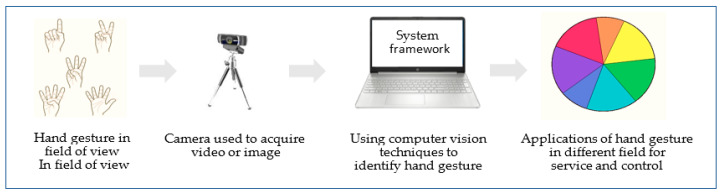 System
framework
Hand gesture in
field of view
In field of view
Camera used to acquire
video or image
Using computer vision
techniques to
identify hand gesture
Applications of hand gesture
in different field for
service and control